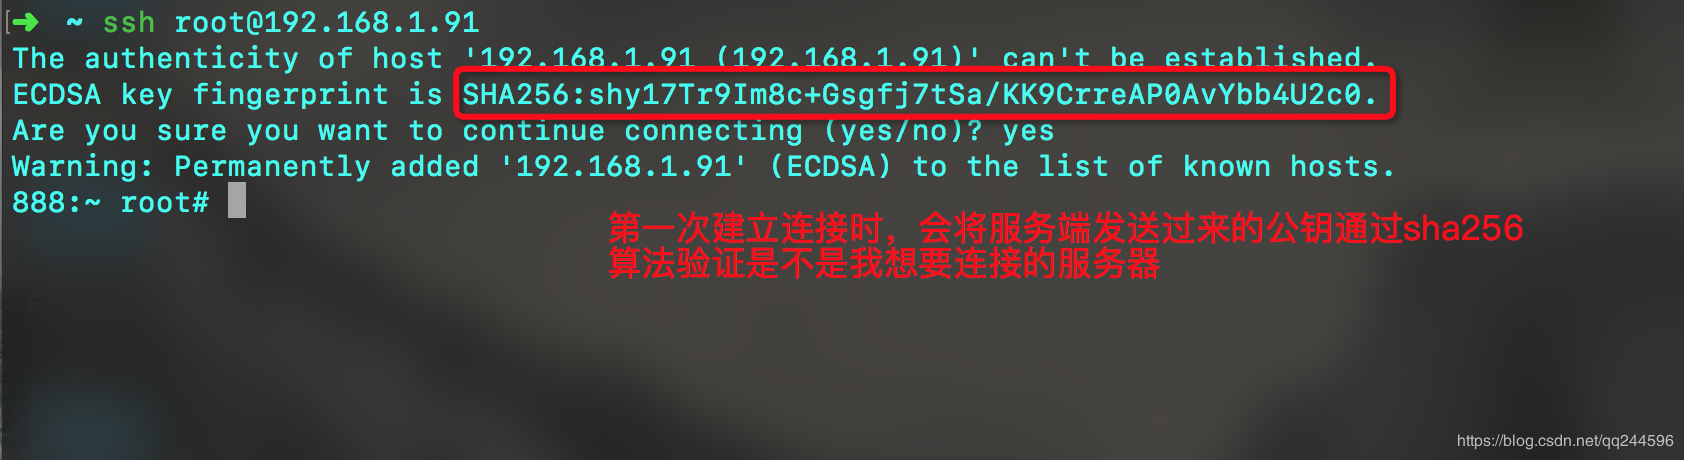 [➜ ~ ssh root@192.168.1.91
The authenticity of host '192.168.1.91 (192.168.1.91)' can't be established.
ECDSA key fingerprint is SHA256:shy17Tr9Im8c+Gsgfj7tSa/KK9CrreAP0AvYbb4U2c0.
Are you sure you want to continue connecting (yes/no)? yes
Warning: Permanently added '192.168.1.91' (ECDSA) to the list of known hosts.
888:~ root#
第一次建立连接时，会将服务端发送过来的公钥通过sha256
算法验证是不是我想要连接的服务器
https://blog.csdn.net/qq244596